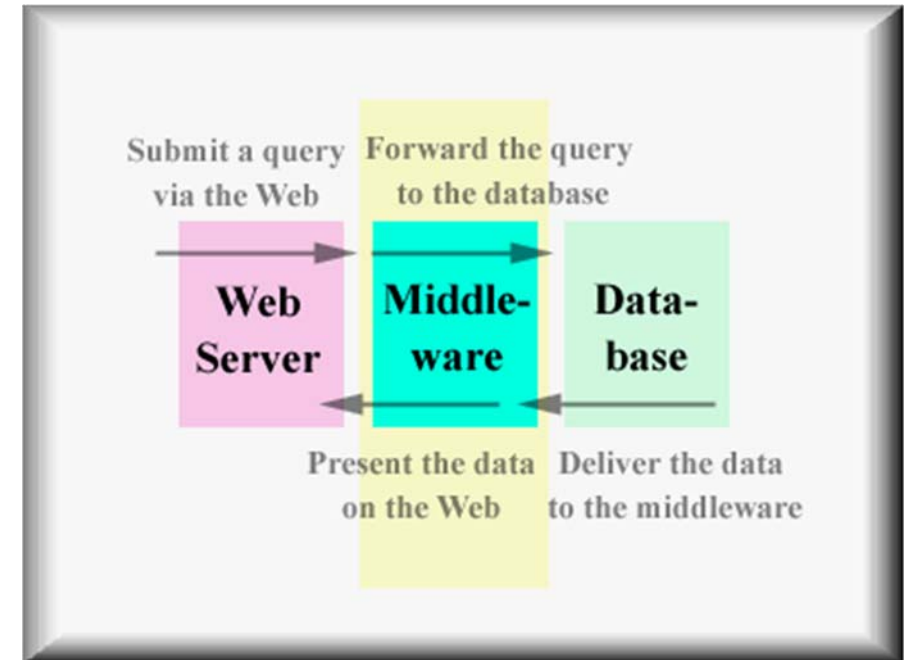 Submit a query
via the Web
Forward the query
to the database
Web
Server
Middle-
ware
Data-
base
Present the data
on the Web
Deliver the data
to the middleware